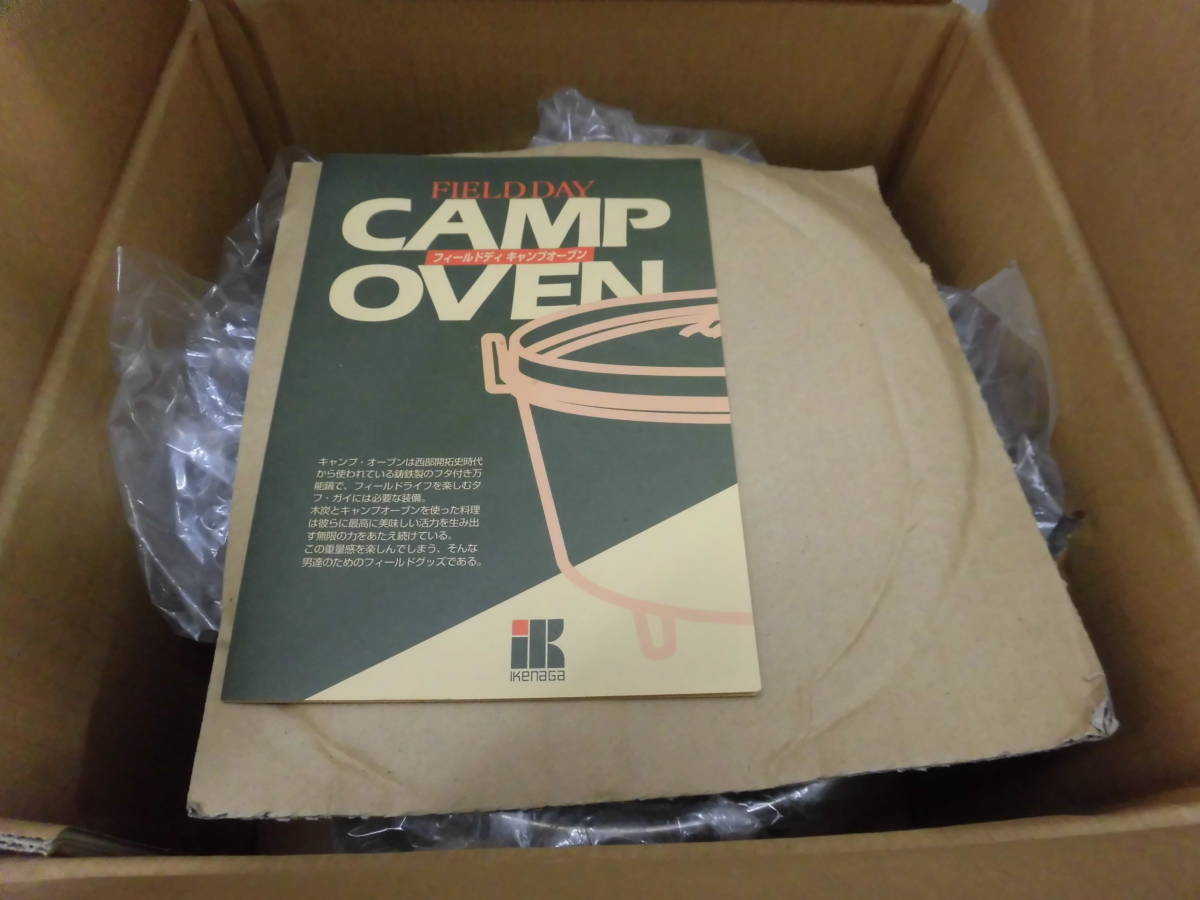 FIELD DAY
CAMP
フィールドディ キャンプオーブン
OVEN
キャンプ・オーブンは西部開拓史時代
から使われている鋳鉄製のフタ付き万
能鍋で、フィールドライフを楽しむタ
フ・ガイには必要な装備。
木炭とキャンプオーブンを使った料理
は彼らに最高に美味しい活力を生み出
す無限の力をあたえ続けている。
この重量感を楽しんでしまう、そんな
男達のためのフィールドグッズである。
iK
IKenaGa